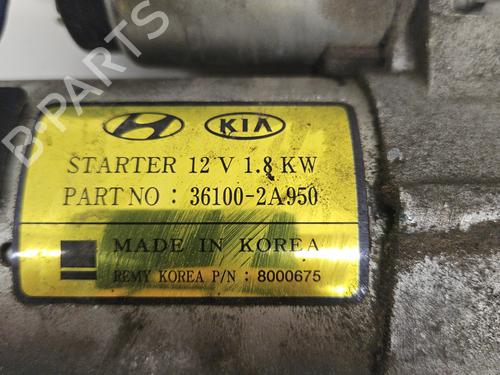 B-PARTS
KIA
STARTER 12 V 1.8 KW
PART NO : 36100-2A950
MADE IN KOREA
REMY KOREA P/N : 8000675